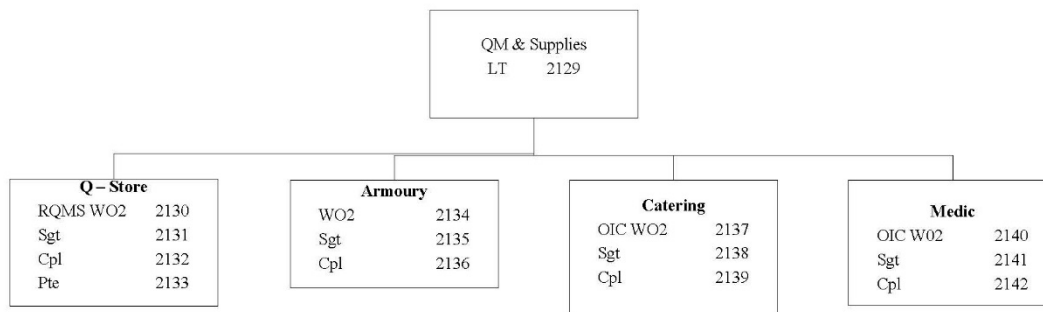 QM & Supplies
LT 2129
Q – Store
RQMS WO2 2130
Sgt 2131
Cpl 2132
Pte 2133
Armoury
WO2 2134
Sgt 2135
Cpl 2136
Catering
OIC WO2 2137
Sgt 2138
Cpl 2139
Medic
OIC W02 2140
Sgt 2141
Cpl 2142